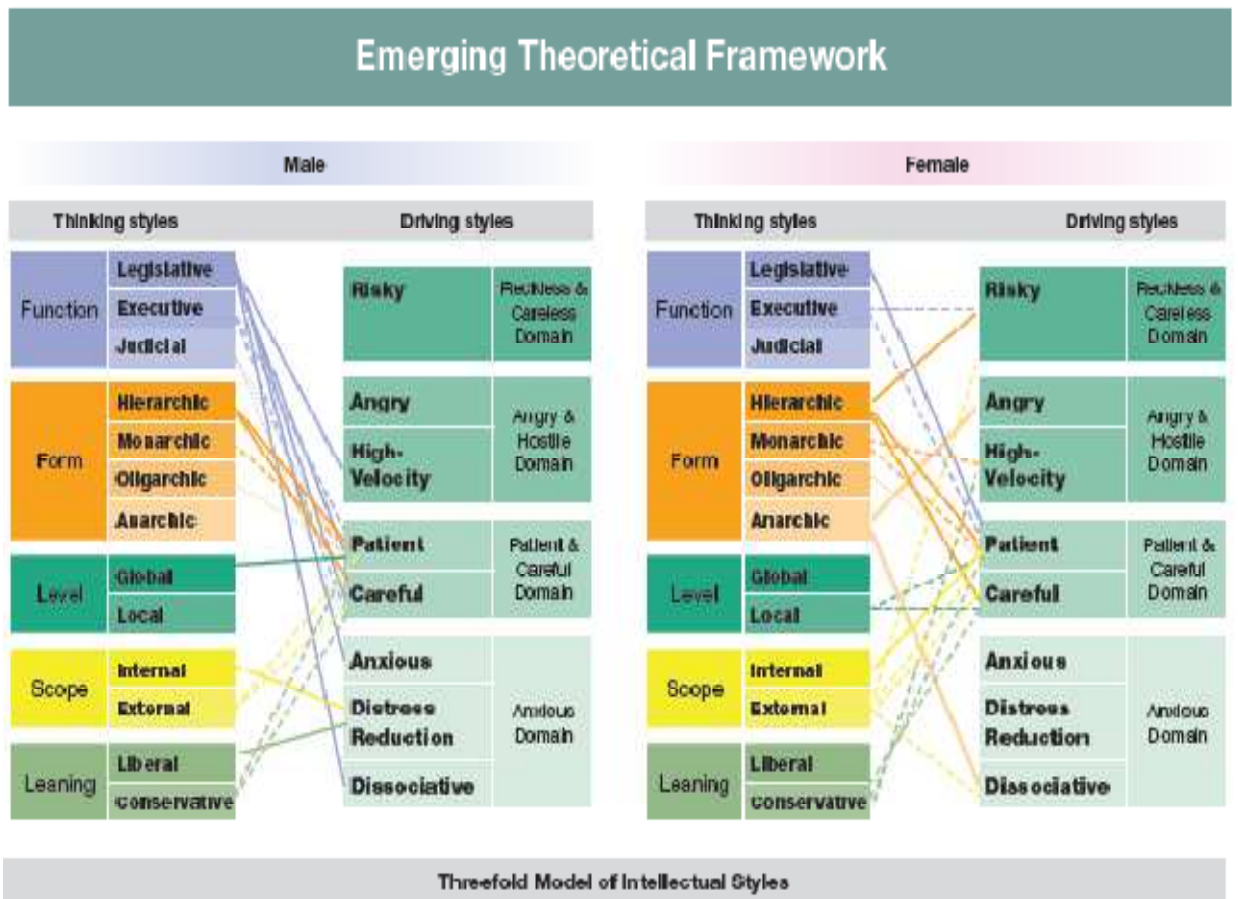 Emerging Theoretical Framework
Male
Thinking styles
Driving styles
Function
Legislative
Executive
Judicial
Form
Hierarchic
Monarchic
Oligarchic
Anarchic
Level
Global
Local
Scope
Internal
External
Leaning
Liberal
Conservative
Risky
Reckless &
Careless
Domain
Angry
High-
Velocity
Angry &
Hostile
Domain
Patient
Careful
Patient &
Careful
Domain
Anxious
Distress
Reduction
Dissociative
Anxious
Domain
Female
Thinking styles
Driving styles
Function
Legislative
Executive
Judicial
Form
Hierarchic
Monarchic
Oligarchic
Anarchic
Level
Global
Local
Scope
Internal
External
Leaning
Liberal
Conservative
Risky
Reckless &
Careless
Domain
Angry
High-
Velocity
Angry &
Hostile
Domain
Patient
Careful
Patient &
Careful
Domain
Anxious
Distress
Reduction
Dissociative
Anxious
Domain
Threefold Model of Intellectual Styles